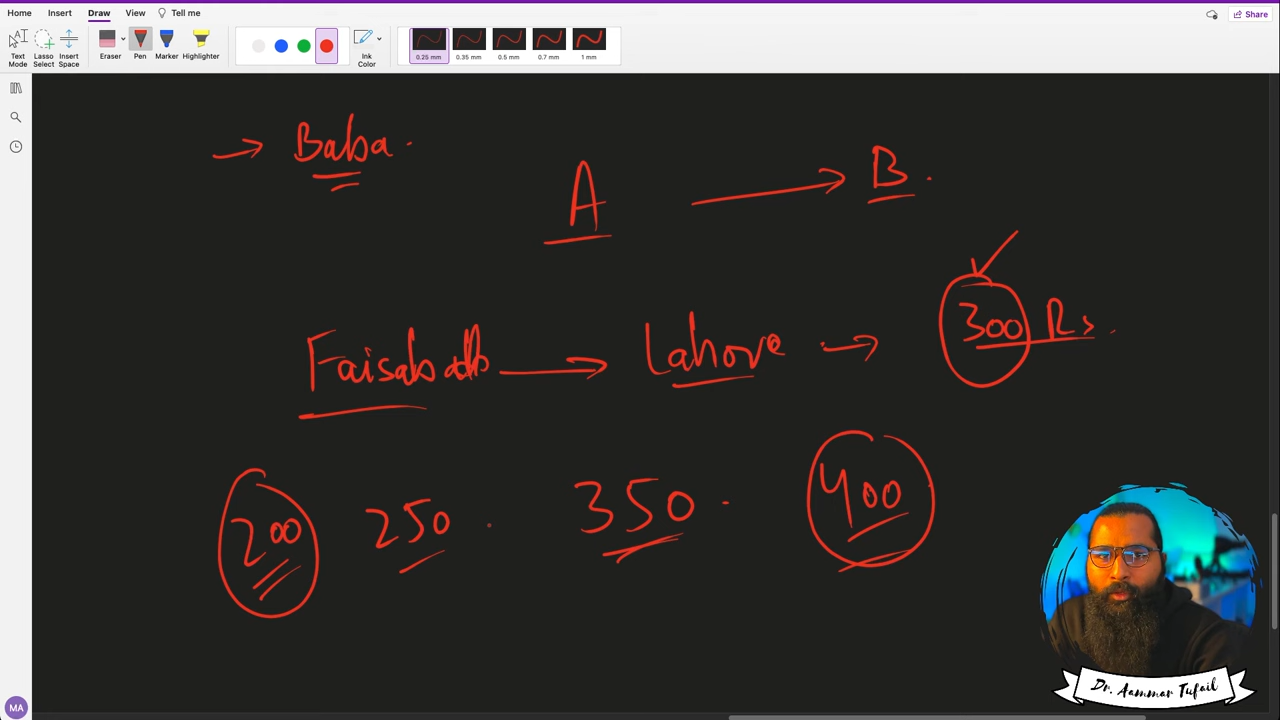 Home Insert Draw View Tell me
Share
Text Mode Lasso Select Insert Space Eraser Pen Marker Highlighter Ink Color 0.25 mm 0.35 mm 0.5 mm 0.7 mm 1 mm
→ Baba.
A → B.
→ Lahore → 300 Rs.
200 250 . 350 . 400
Dr. Aammar Tufail
MA